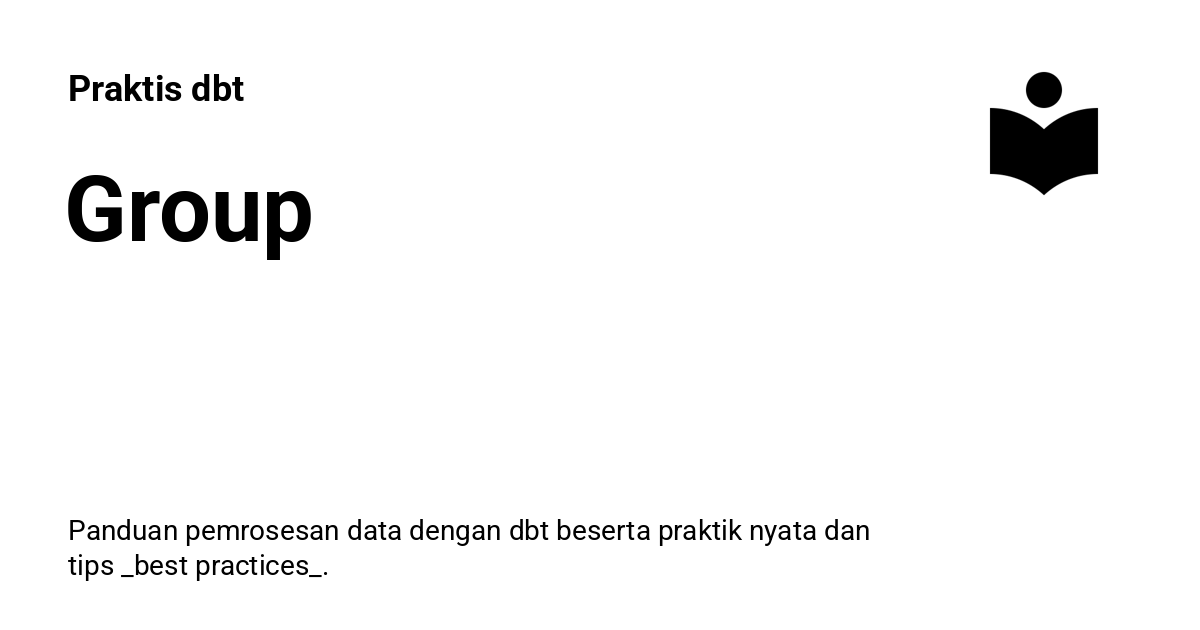 Praktis dbt
Group
Panduan pemrosesan data dengan dbt beserta praktik nyata dan
tips _best practices_.